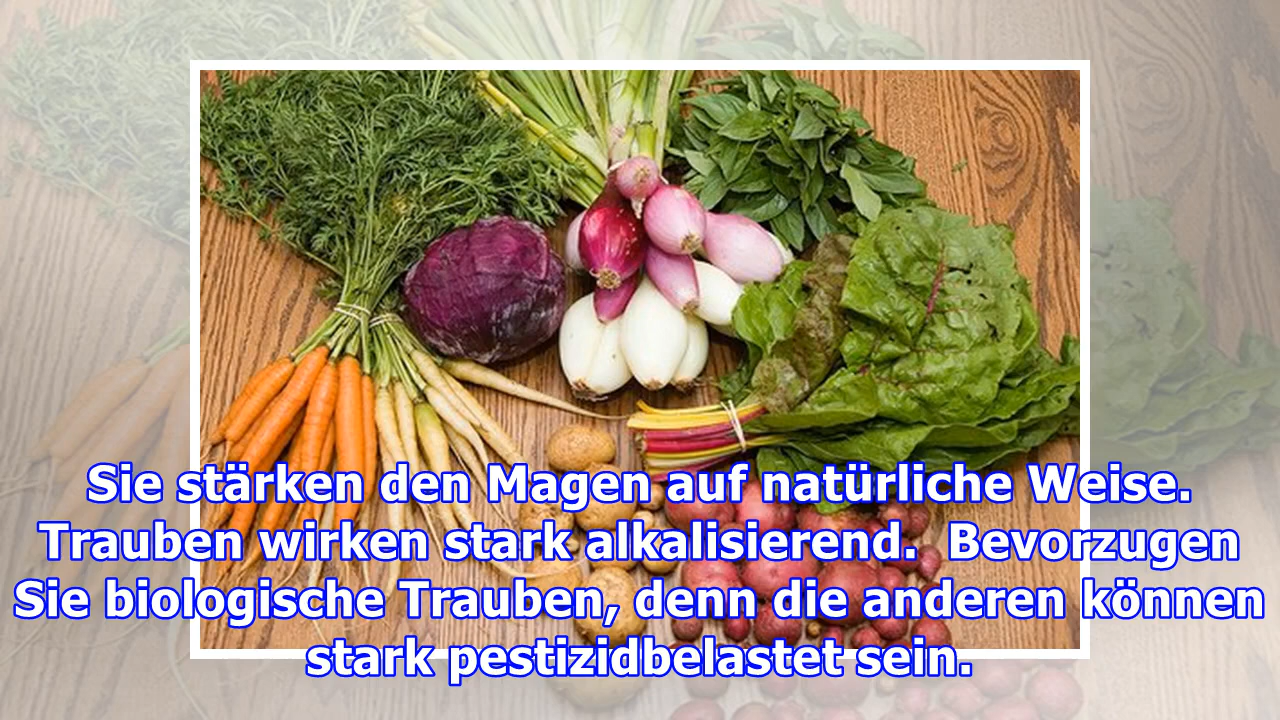 Sie stärken den Magen auf natürliche Weise.
Trauben wirken stark alkalisierend.  Bevorzugen
Sie biologische Trauben, denn die anderen können
stark pestizidbelastet sein.